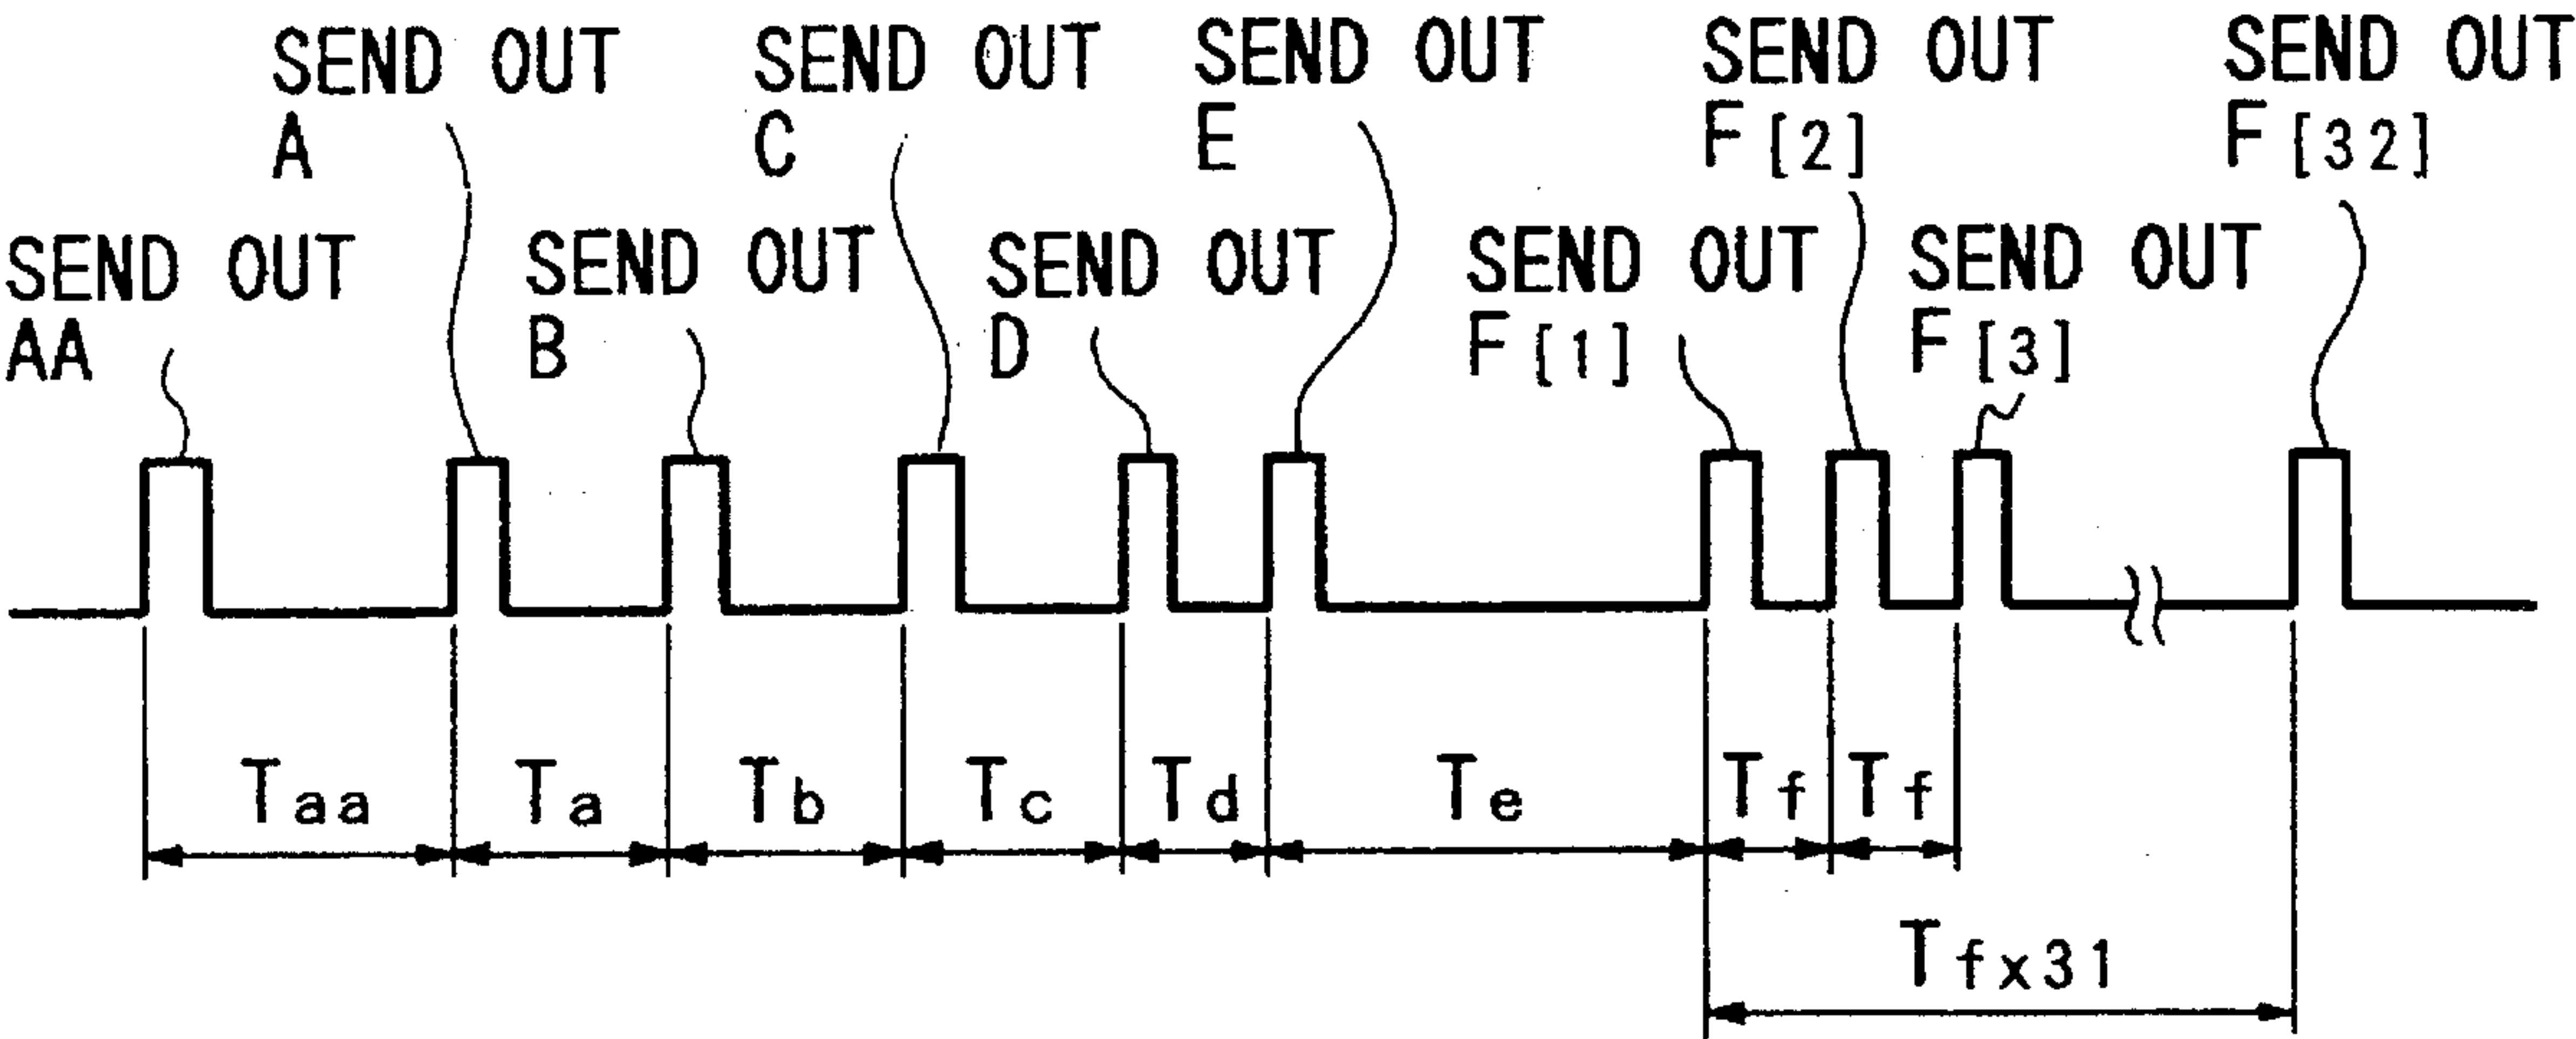 SEND OUT
A
SEND OUT
C
SEND OUT
E
SEND OUT
F[2]
SEND OUT
F[32]
SEND OUT
AA
SEND OUT
B
SEND OUT
D
SEND OUT
F[1]
SEND OUT
F[3]
Taa
Ta
Tb
Tc
Td
Te
Tf
Tf
Tfx31